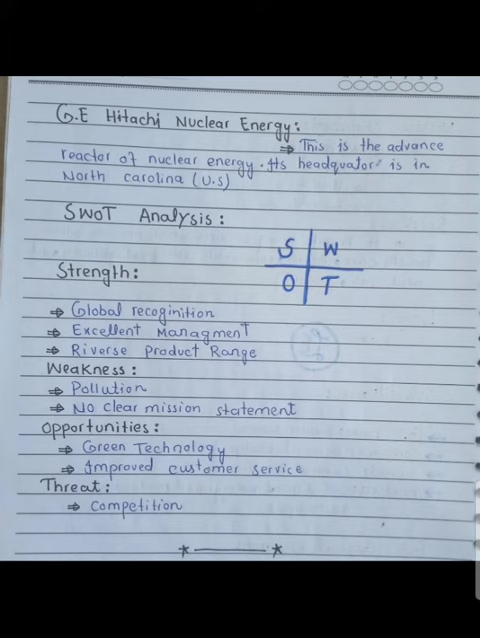 G.E Hitachi Nuclear Energy:
⇒ This is the advance
reactor of nuclear energy. Its headquator is in
North carolina (U.S)
SWOT Analysis:
S W
O T
Strength:
⇒ Global recoginition
⇒ Excellent Managment
⇒ Riverse Product Range
Weakness:
⇒ Pollution
⇒ No clear mission statement
Opportunities:
⇒ Green Technology
⇒ Improved customer service
Threat:
⇒ Competition